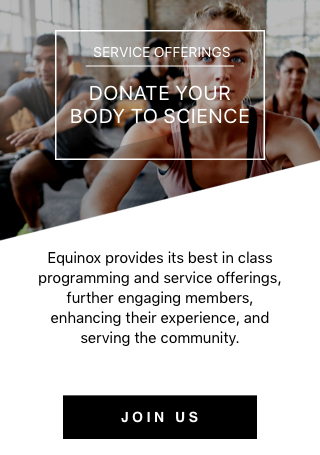 SERVICE OFFERINGS
DONATE YOUR
BODY TO SCIENCE
Equinox provides its best in class
programming and service offerings,
further engaging members,
enhancing their experience, and
serving the community.
JOIN US